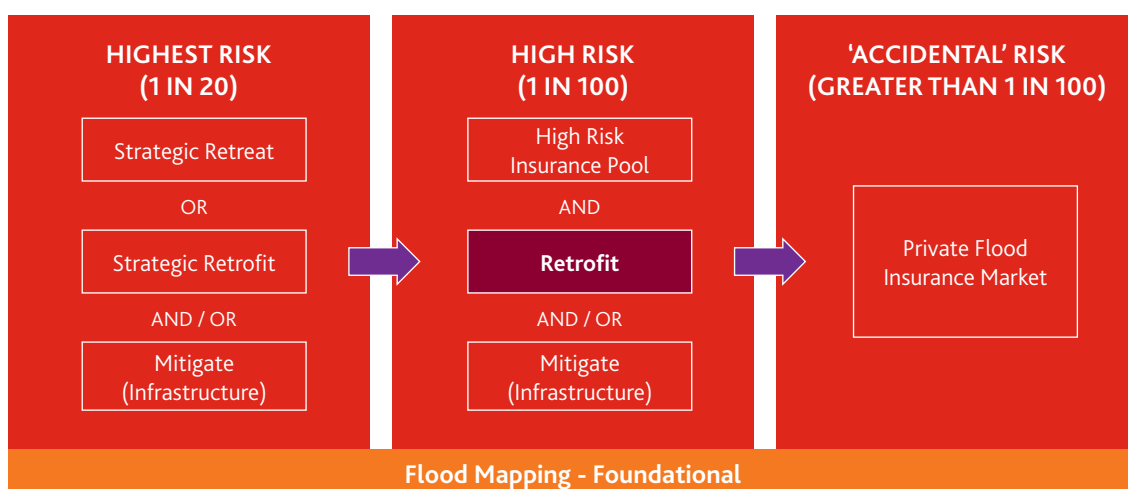 HIGHEST RISK
(1 IN 20)
Strategic Retreat
OR
Strategic Retrofit
AND / OR
Mitigate
(Infrastructure)
HIGH RISK
(1 IN 100)
High Risk
Insurance Pool
AND
Retrofit
AND / OR
Mitigate
(Infrastructure)
‘ACCIDENTAL’ RISK
(GREATER THAN 1 IN 100)
Private Flood
Insurance Market
Flood Mapping - Foundational